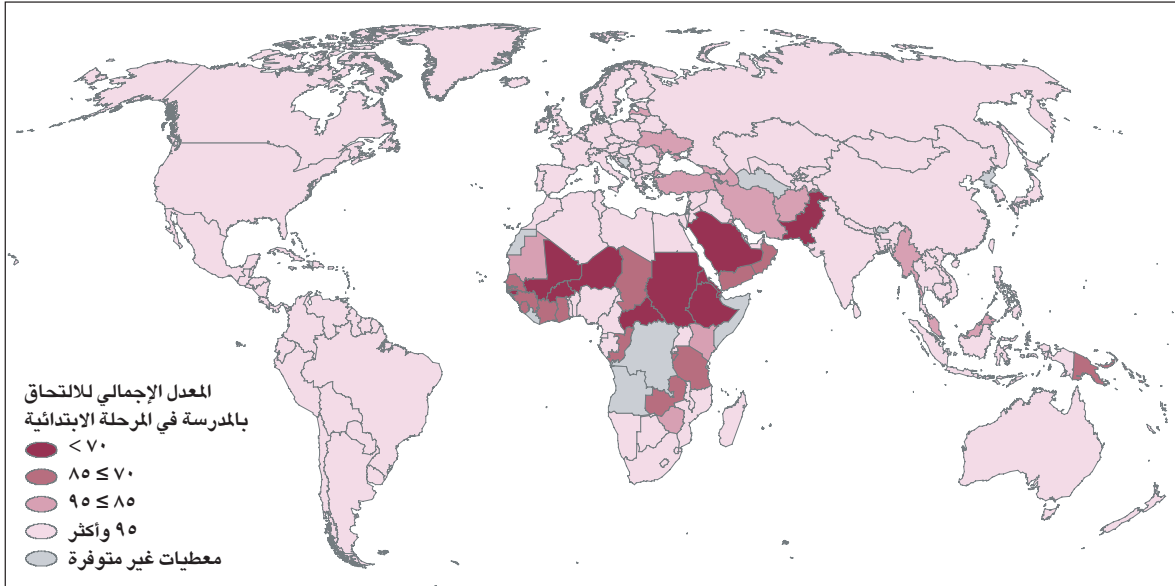 المعدل الإجمالي للالتحاق
بالمدرسة في المرحلة الابتدائية
< ٧٠
٧٠ ≤ ٨٥
٨٥ ≤ ٩٥
٩٥ وأكثر
معطيات غير متوفرة